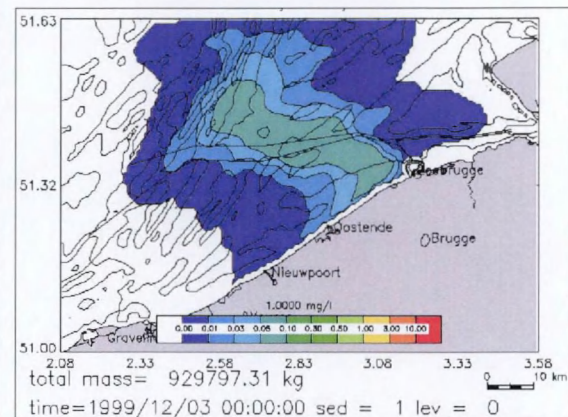 51.63
51.32
51.00
Oostende
Brugge
Nieuwpoort
1.0000 mg/l
0.00 0.01 0.03 0.05 0.10 0.30 0.50 1.00 3.00 10.00
2.08 2.33 2.58 2.83 3.08 3.33 3.58
0 10 km
total mass= 929797.31 kg
time=1999/12/03 00:00:00 sed = 1 lev = 0